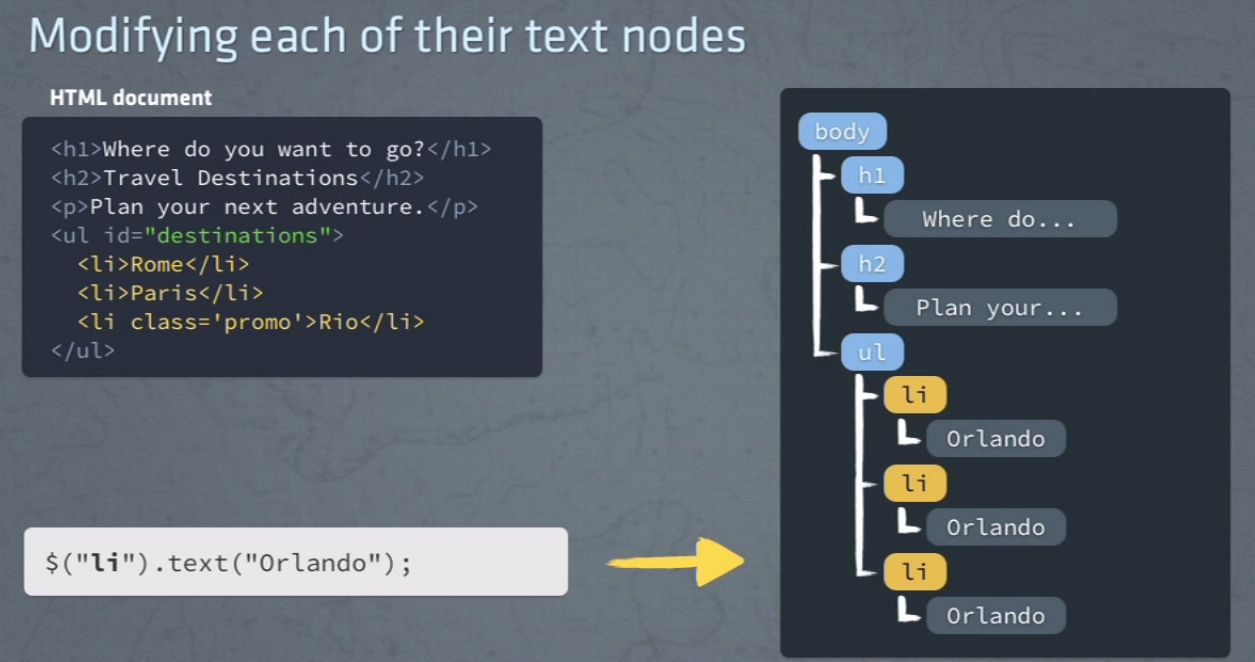 Modifying each of their text nodes
HTML document
<h1>Where do you want to go?</h1>
<h2>Travel Destinations</h2>
<p>Plan your next adventure.</p>
<ul id="destinations">
<li>Rome</li>
<li>Paris</li>
<li class='promo'>Rio</li>
</ul>
$("li").text("Orlando");
body
h1
Where do...
h2
Plan your...
ul
li
Orlando
li
Orlando
li
Orlando